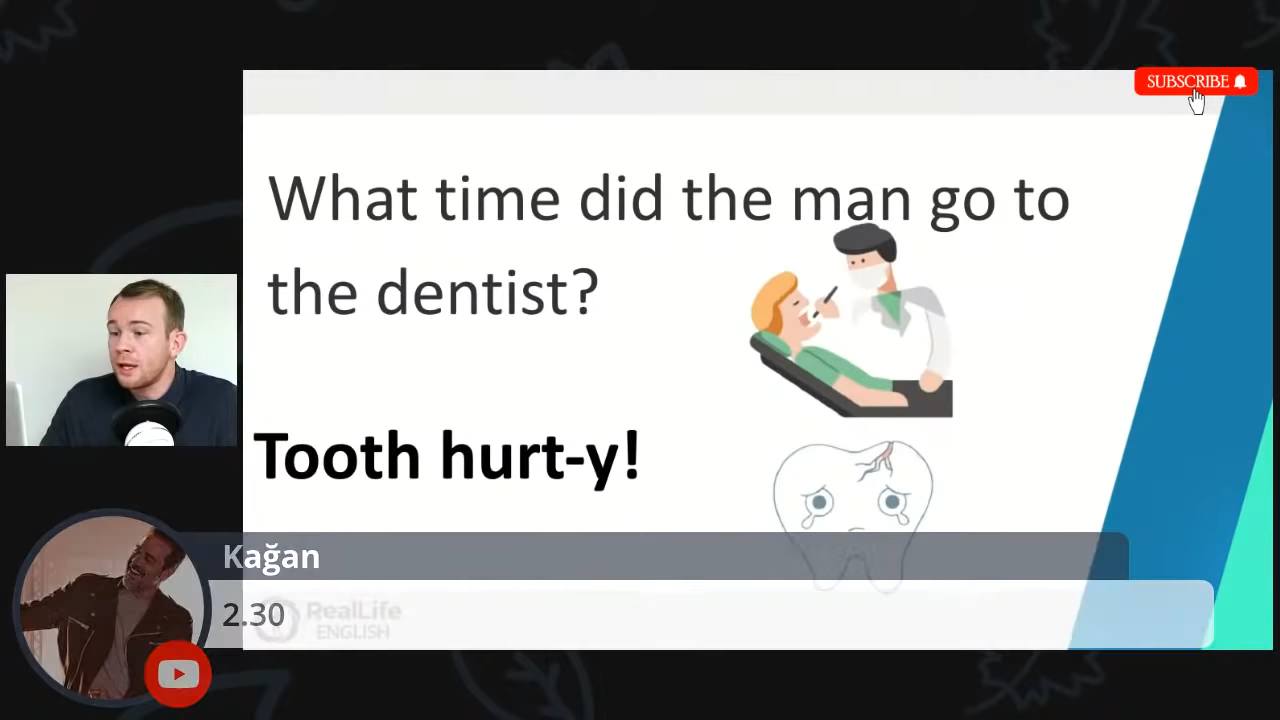 SUBSCRIBE
What time did the man go to
the dentist?
Tooth hurt-y!
Kağan
2.30
RealLife
ENGLISH